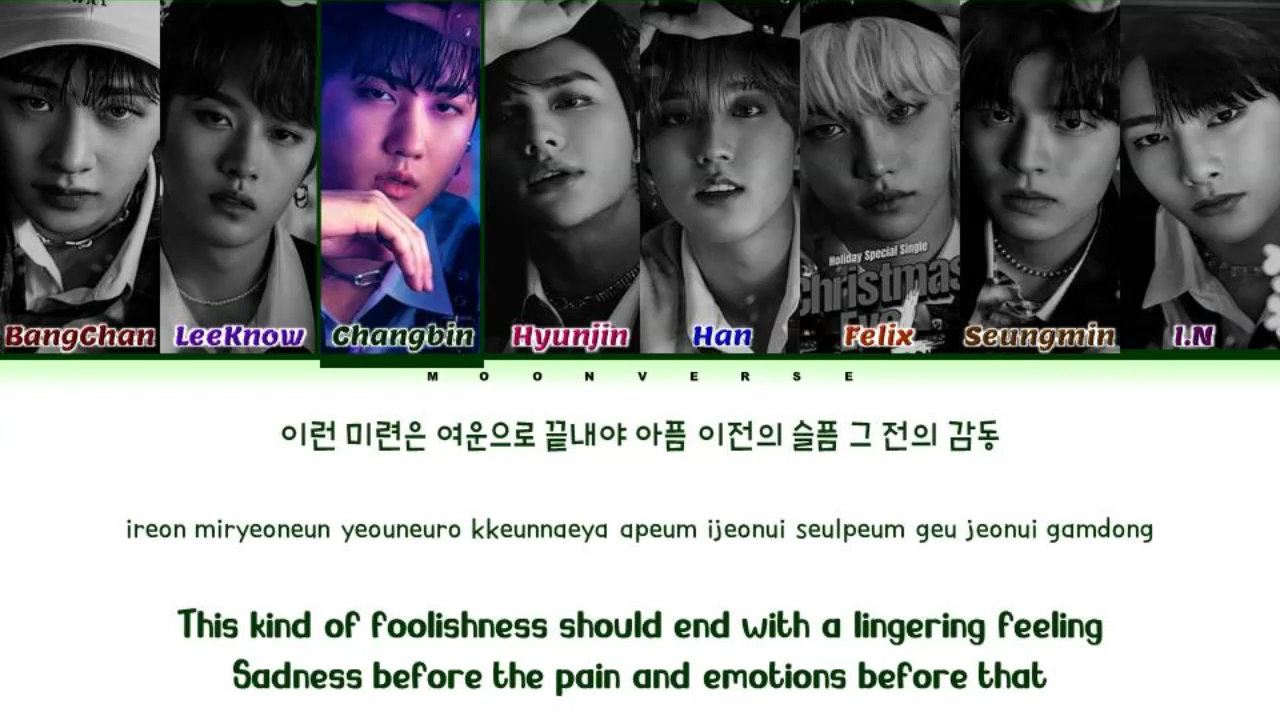 Holiday Special Single
Christmas
BangChan LeeKnow Changbin Hyunjin Han Felix Seungmin I.N
M O O N V E R S E
이런 미련은 여운으로 끝내야 아픔 이전의 슬픔 그 전의 감동
ireon miryeoneun yeouneuro kkeunnaeya apeum ijeonui seulpeum geu jeonui gamdong
This kind of foolishness should end with a lingering feeling
Sadness before the pain and emotions before that